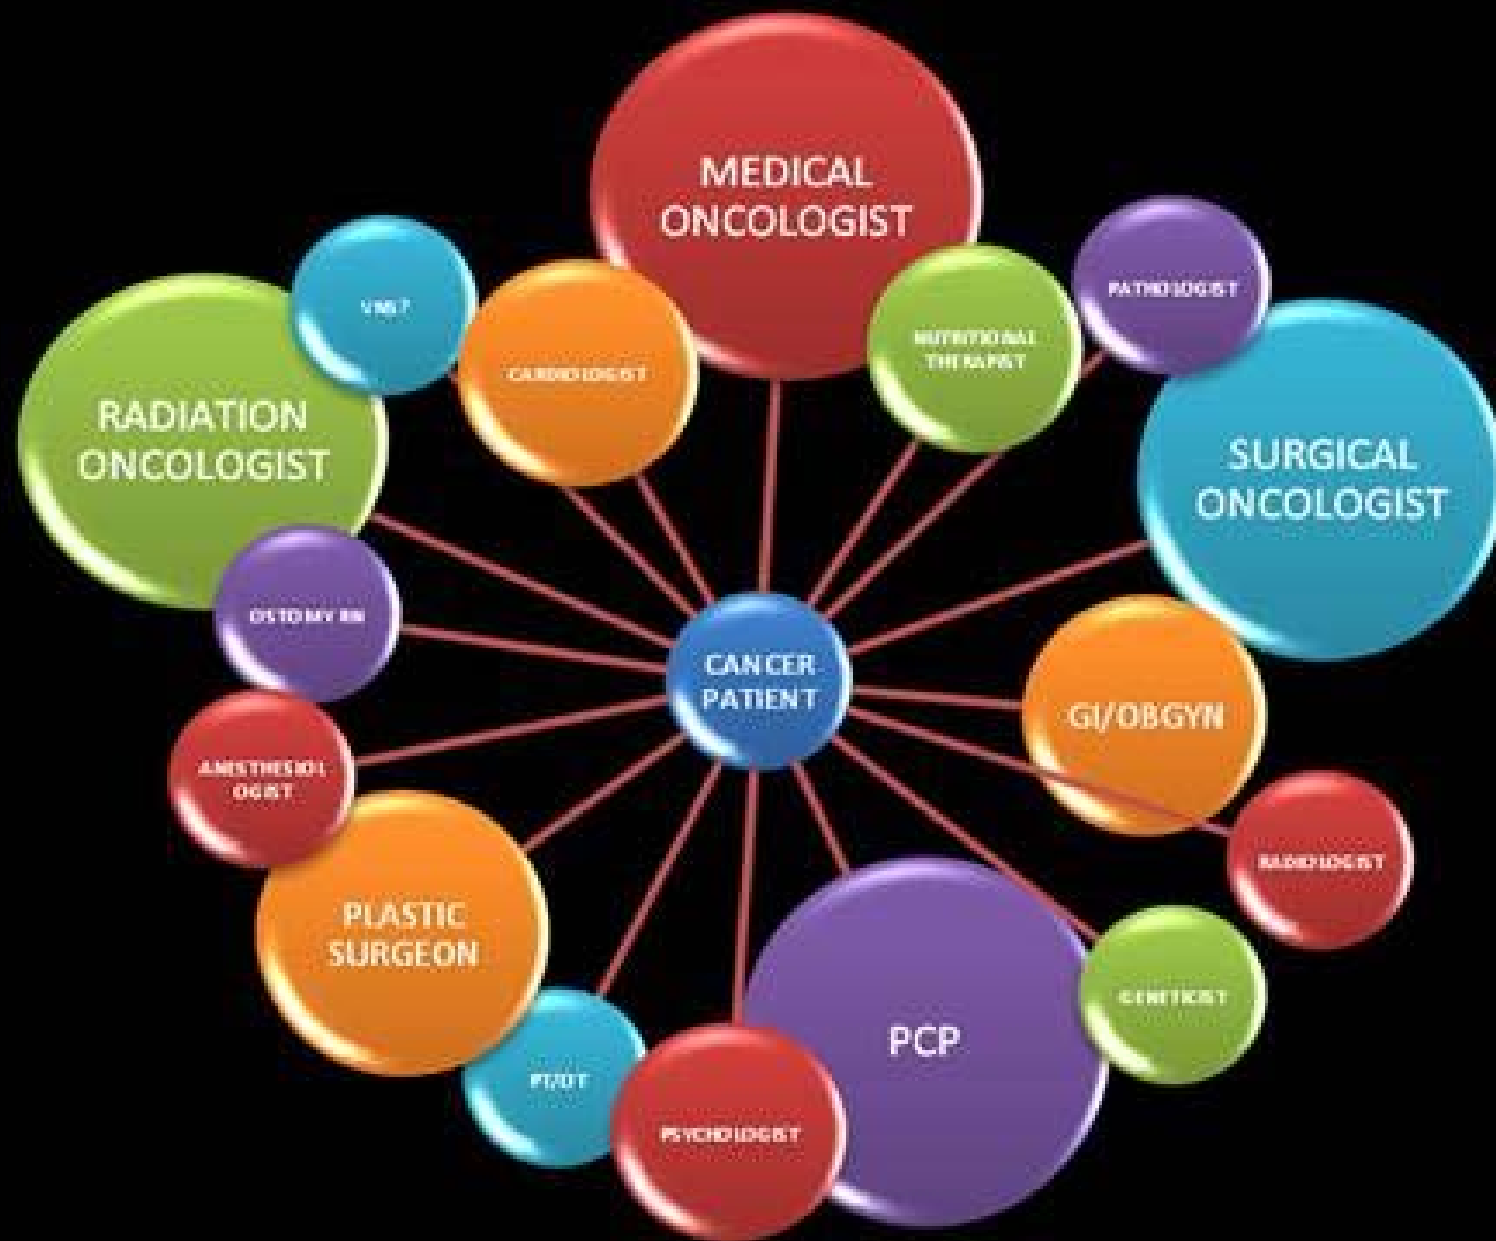 MEDICAL
ONCOLOGIST
PATHOLOGIST
NUTRITIONAL
THERAPIST
CARDIOLOGIST
RADIATION
ONCOLOGIST
SURGICAL
ONCOLOGIST
OSTOMY RN
CANCER
PATIENT
GI/OBGYN
ANESTHESIOL
OGIST
RADIOLOGIST
PLASTIC
SURGEON
GENETICIST
PCP
PT/OT
PSYCHOLOGIST